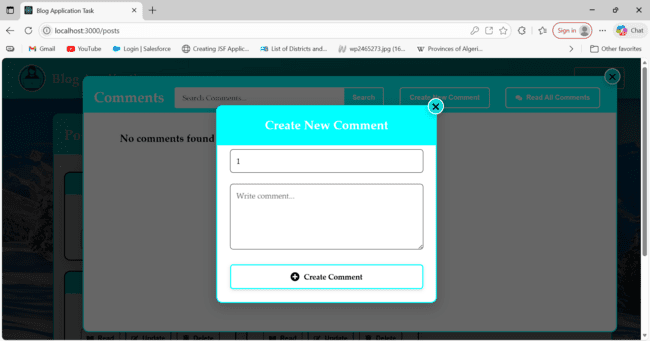 Blog Application Task
localhost:3000/posts
Sign in
Chat
Gmail
YouTube
Login | Salesforce
Creating JSF Applic...
List of Districts and...
wp2465273.jpg (16...
Provinces of Algeri...
Other favorites
Blog
Comments
Search Comments...
Search
Create New Comment
Read All Comments
Po
No comments found
Create New Comment
1
Write comment...
Create Comment
Read
Update
Delete
Read
Update
Delete